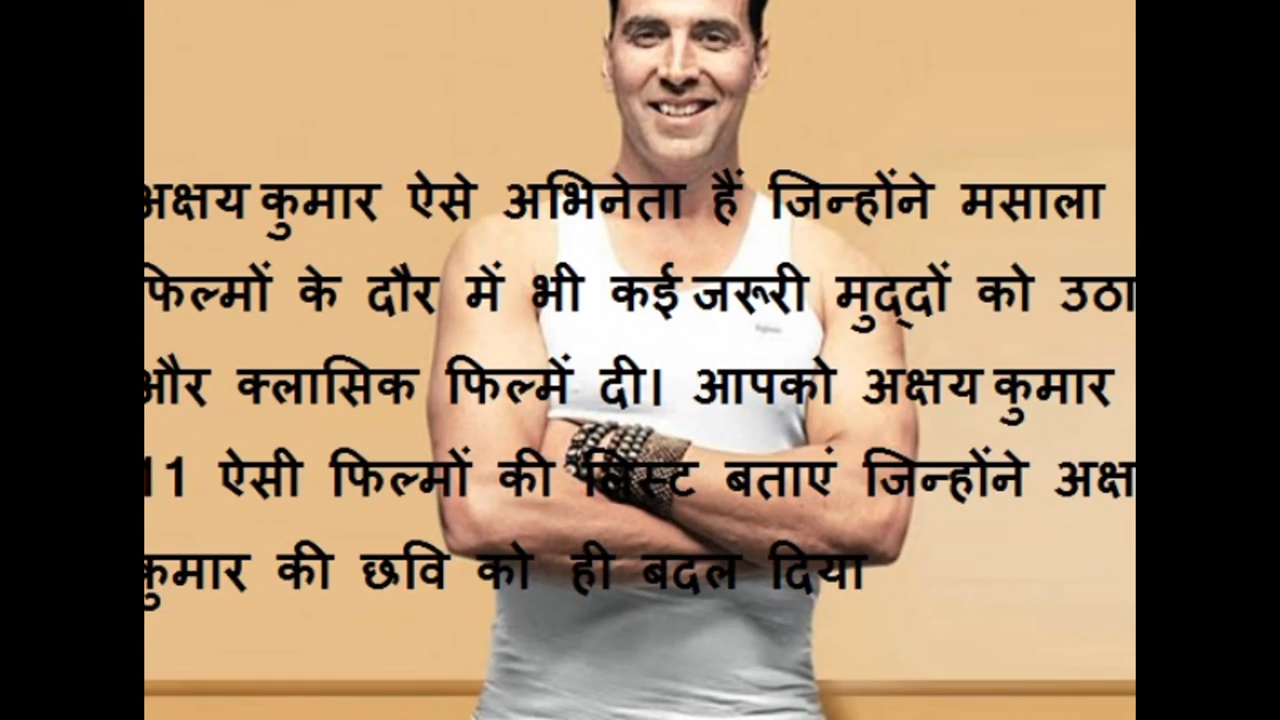 अक्षय कुमार ऐसे अभिनेता हैं जिन्होंने मसाला
फिल्मों के दौर में भी कई जरूरी मुद्दों को उठा
और क्लासिक फिल्में दी। आपको अक्षय कुमार
11 ऐसी फिल्मों की लिस्ट बताएं जिन्होंने अक्ष
कुमार की छवि को ही बदल दिया